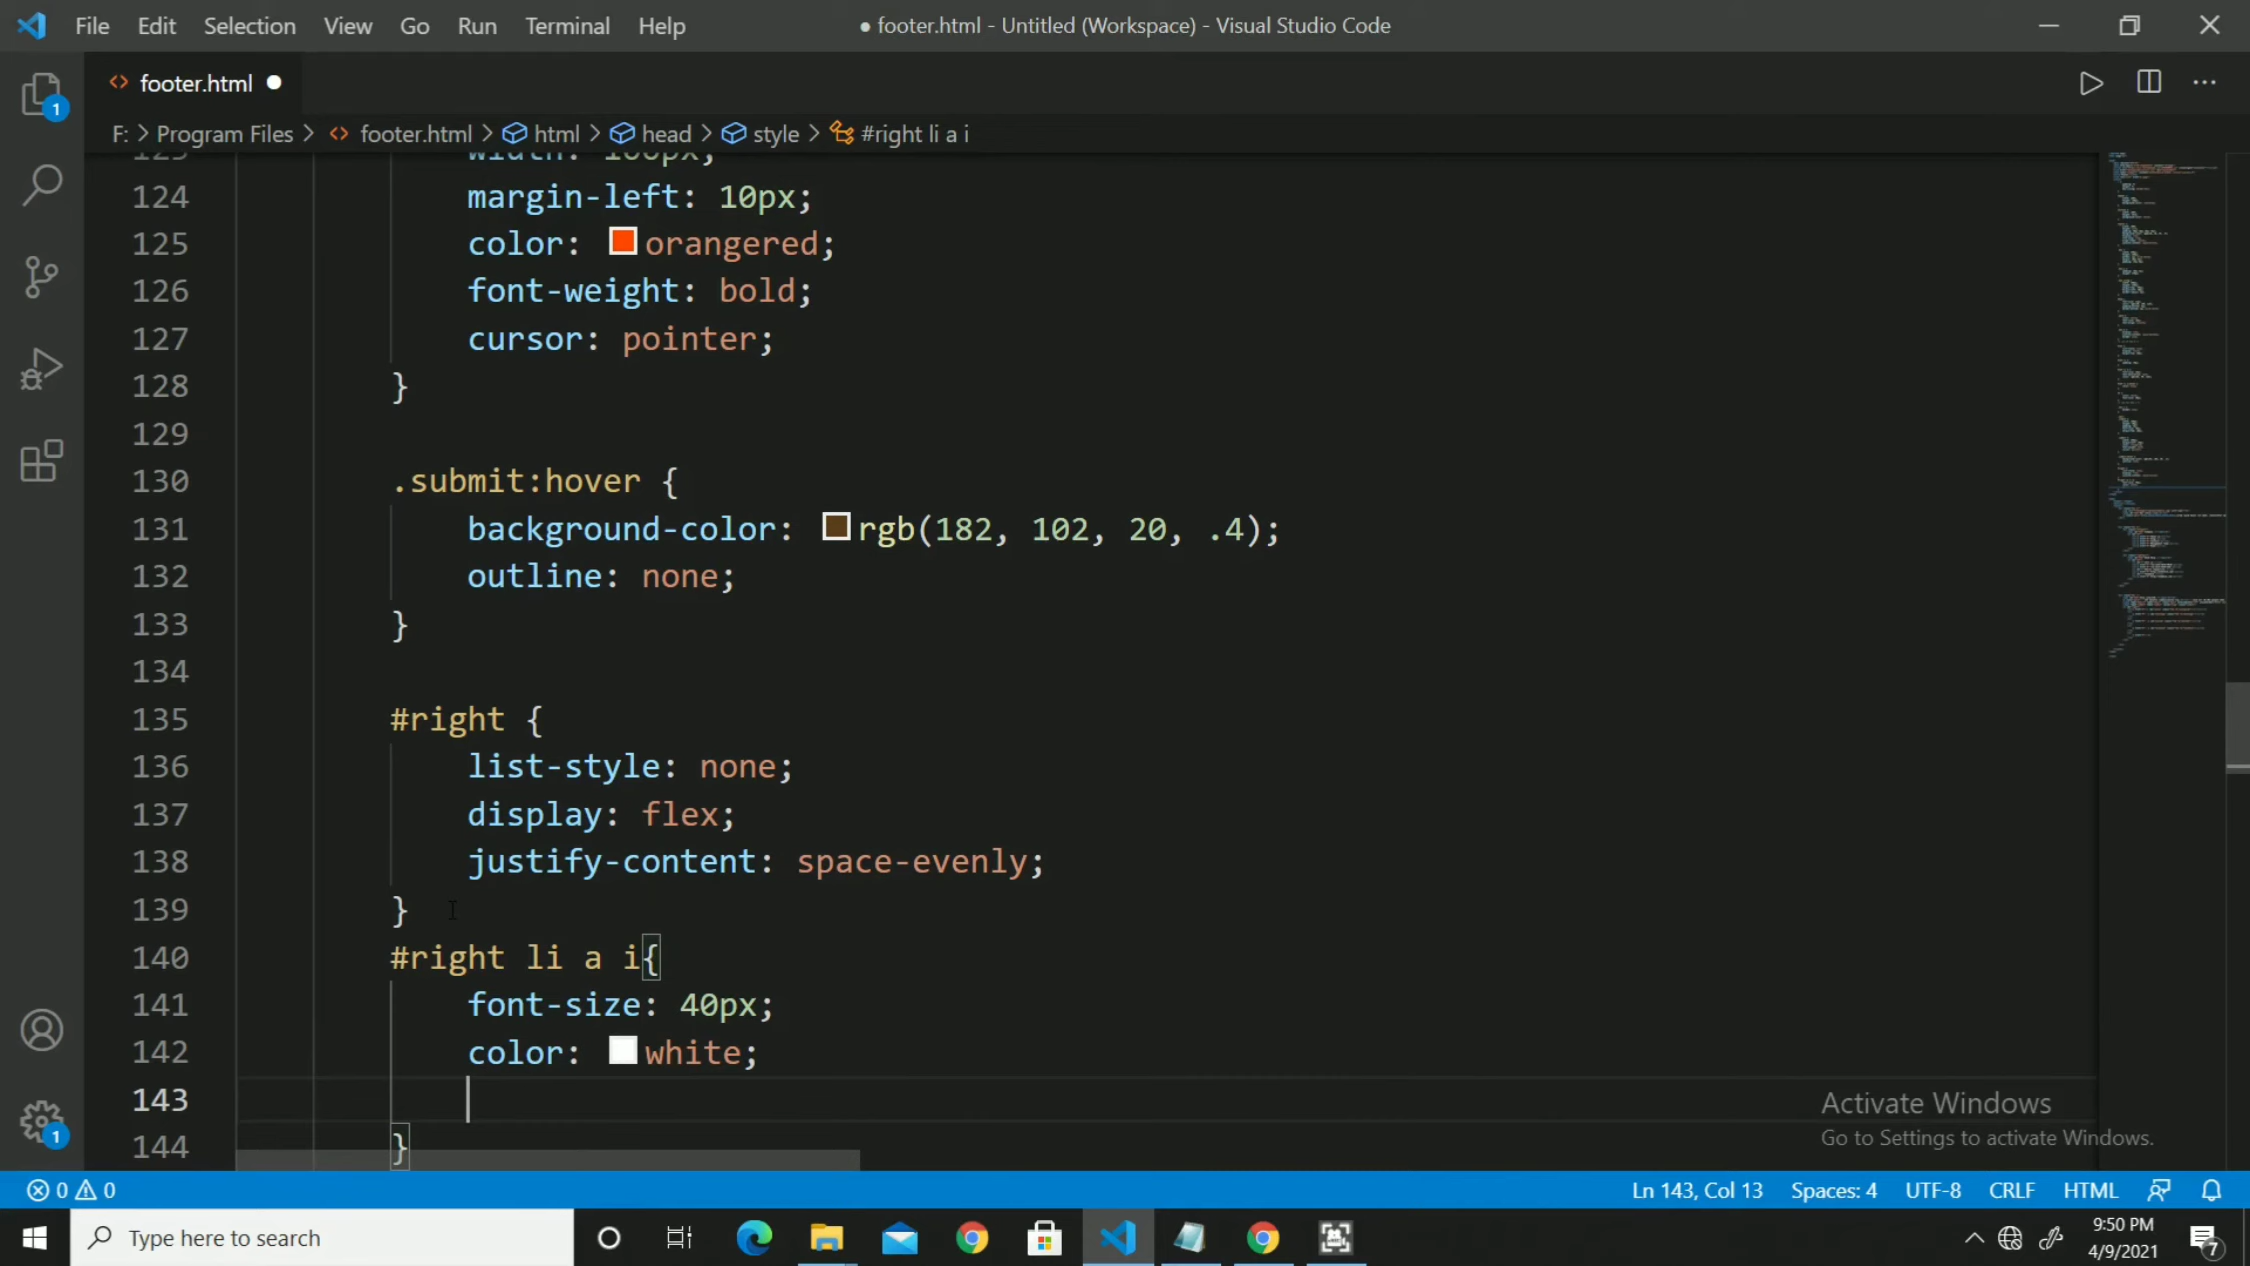 File Edit Selection View Go Run Terminal Help ● footer.html - Untitled (Workspace) - Visual Studio Code
footer.html
F: > Program Files > footer.html > html > head > style > #right li a i
124 margin-left: 10px;
125 color: orangered;
126 font-weight: bold;
127 cursor: pointer;
128 }
129
130 .submit:hover {
131 background-color: rgb(182, 102, 20, .4);
132 outline: none;
133 }
134
135 #right {
136 list-style: none;
137 display: flex;
138 justify-content: space-evenly;
139 }
140 #right li a i{
141 font-size: 40px;
142 color: white;
143
144 }
1
1
Activate Windows
Go to Settings to activate Windows.
0 0 Ln 143, Col 13 Spaces: 4 UTF-8 CRLF HTML
Type here to search
9:50 PM
4/9/2021
7